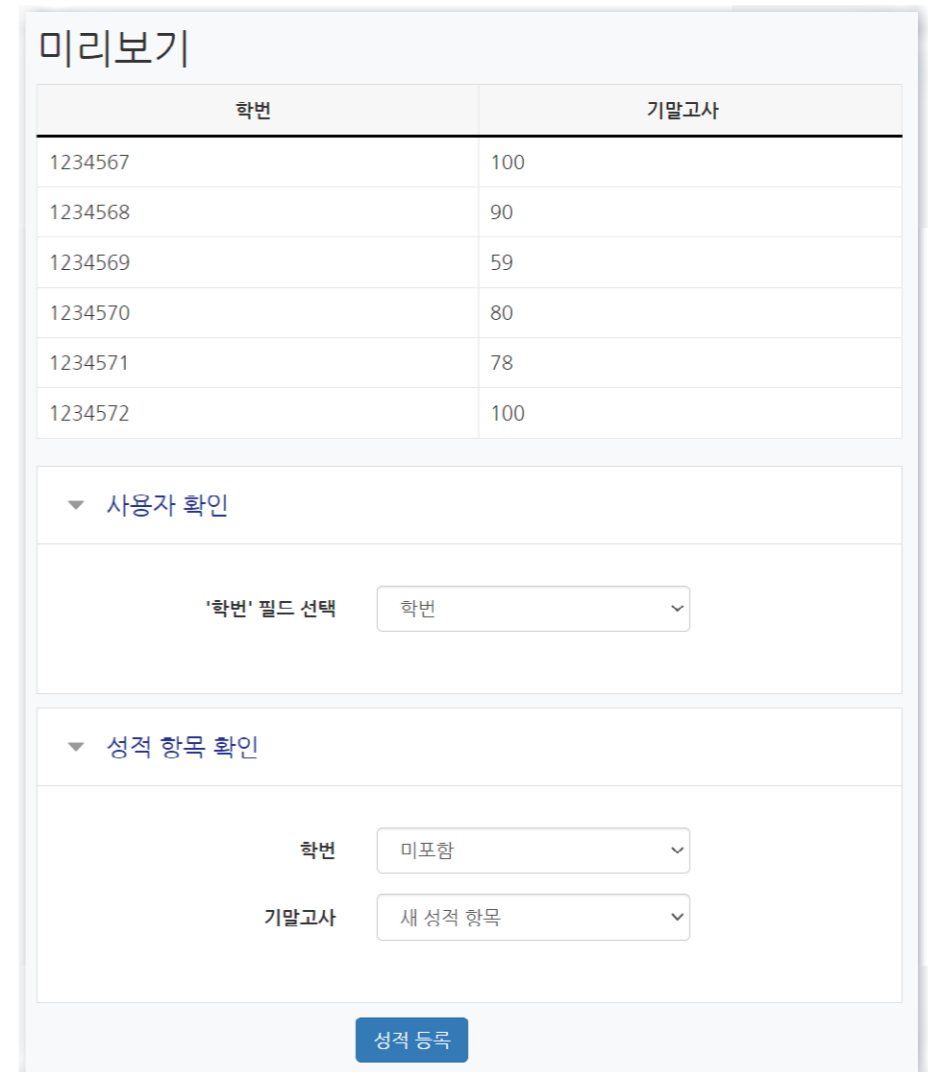 미리보기
학번 기말고사
1234567 100
1234568 90
1234569 59
1234570 80
1234571 78
1234572 100
사용자 확인
'학번' 필드 선택 학번
성적 항목 확인
학번 미포함
기말고사 새 성적 항목
성적 등록